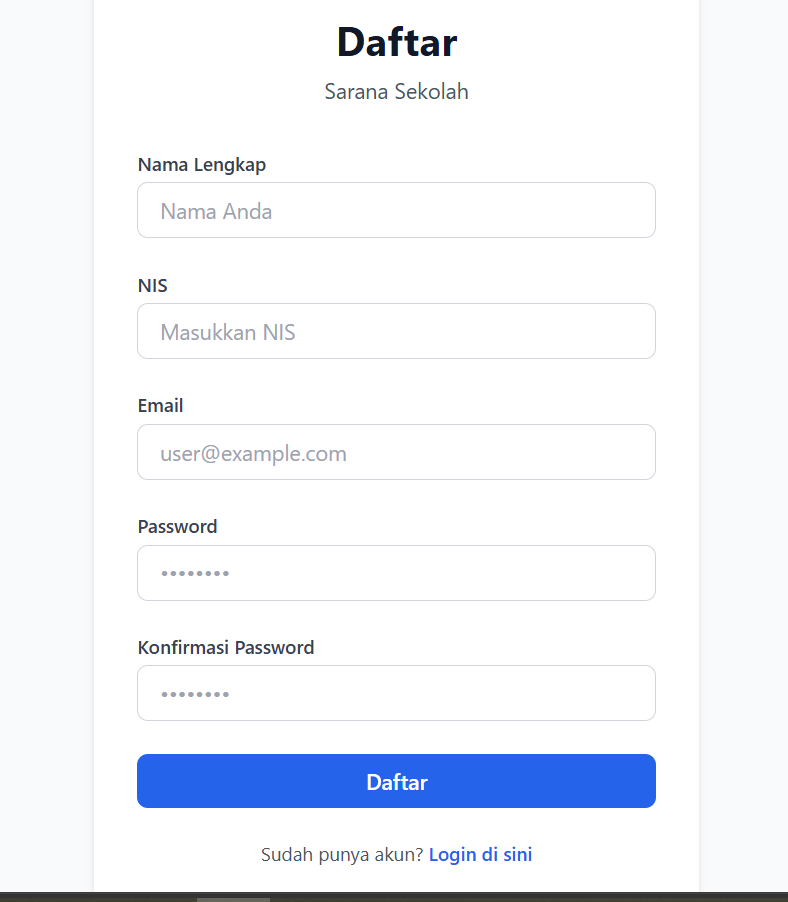 Daftar
Sarana Sekolah
Nama Lengkap
Nama Anda
NIS
Masukkan NIS
Email
user@example.com
Password
••••••••
Konfirmasi Password
••••••••
Daftar
Sudah punya akun? Login di sini